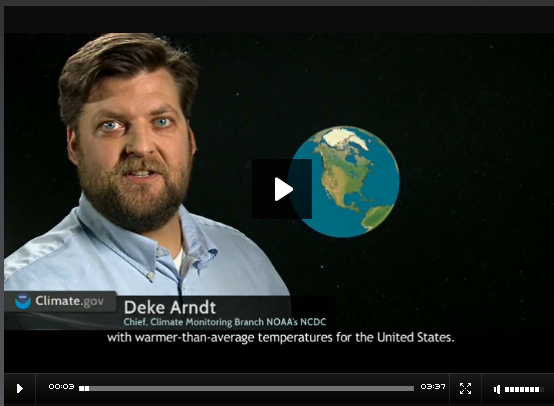 Climate.gov
Deke Arndt
Chief, Climate Monitoring Branch NOAA's NCDC
with warmer-than-average temperatures for the United States.
00:03
03:37